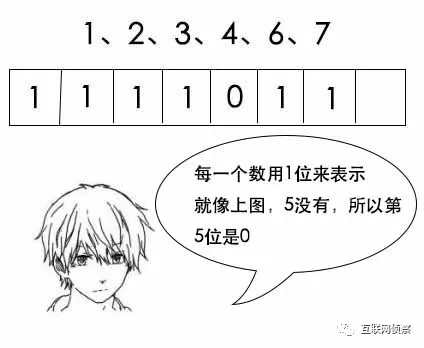 1、2、3、4、6、7
1 1 1 1 0 1 1
每一个数用1位来表示
就像上图，5没有，所以第
5位是0
互联网侦察